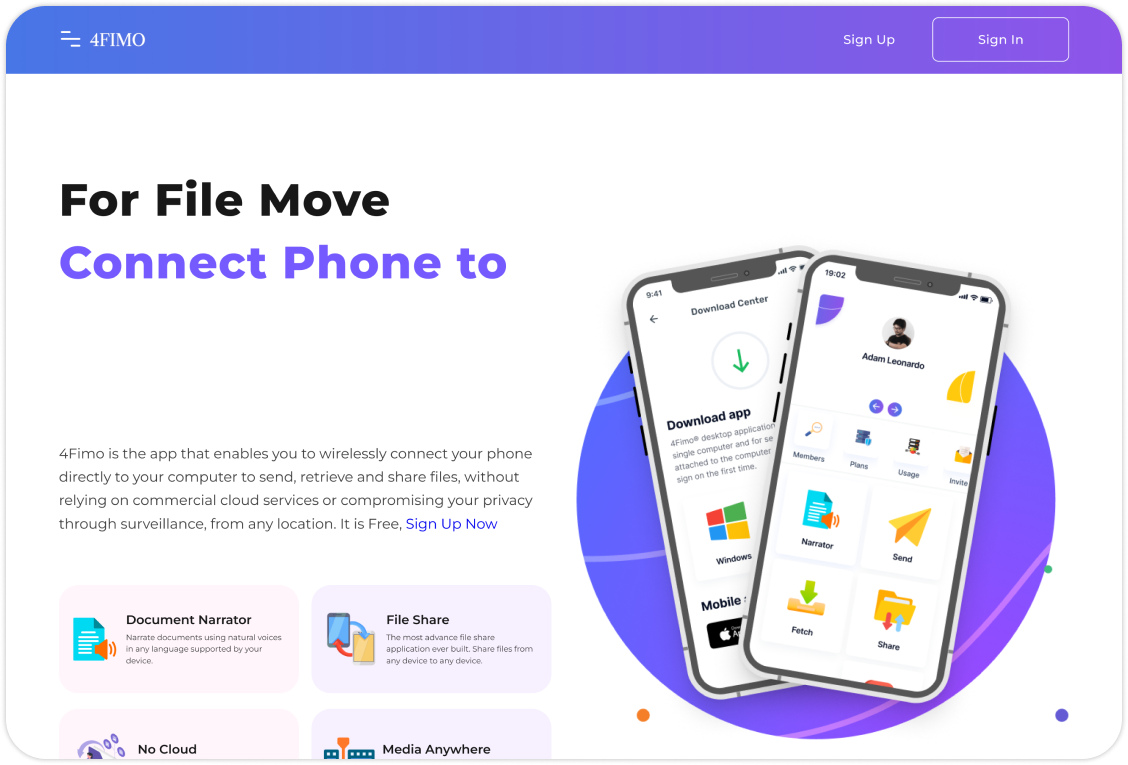 4FIMO
Sign Up
Sign In
For File Move
Connect Phone to
4Fimo is the app that enables you to wirelessly connect your phone
directly to your computer to send, retrieve and share files, without
relying on commercial cloud services or compromising your privacy
through surveillance, from any location. It is Free, Sign Up Now
Document Narrator
Narrate documents using natural voices
in any language supported by your
device.
File Share
The most advance file share
application ever built. Share files from
any device to any device.
No Cloud
Media Anywhere
9:41
Download Center
Download app
4Fimo® desktop application
single computer and for se
attached to the computer
sign on the first time.
Windows
Mobile
19:02
Adam Leonardo
Members
Plans
Usage
Invite
Narrator
Send
Fetch
Share